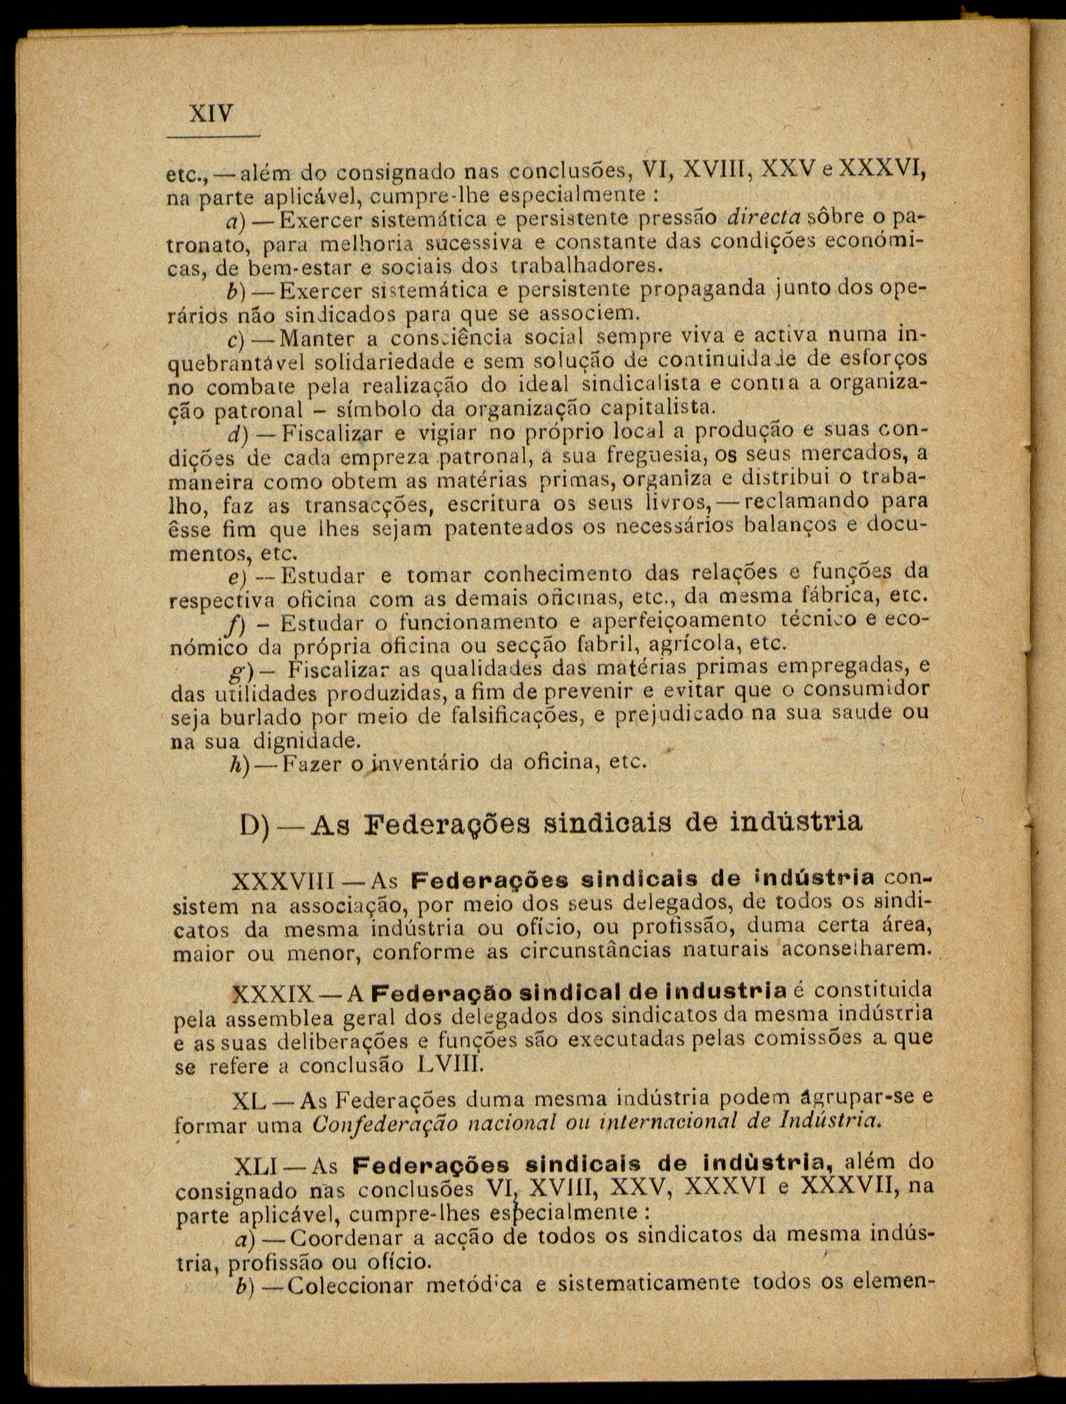 XIV
etc.,—além do consignado nas conclusões, VI, XVIII, XXV e XXXVI,
na parte aplicável, cumpre-lhe especialmente :
a)—Exercer sistemática e persistente pressão directa sôbre o pa-
tronato, para melhoria sucessiva e constante das condições económi-
cas, de bem-estar e sociais dos trabalhadores.
b)—Exercer sistemática e persistente propaganda junto dos ope-
rários não sindicados para que se associem.
c)—Manter a consciência social sempre viva e activa numa in-
quebrantável solidariedade e sem solução de continuidade de esforços
no combate pela realização do ideal sindicalista e contra a organiza-
ção patronal – símbolo da organização capitalista.
d)—Fiscalizar e vigiar no próprio local a produção e suas con-
dições de cada empreza patronal, a sua freguesia, os seus mercados, a
maneira como obtem as matérias primas, organiza e distribui o traba-
lho, faz as transacções, escritura os seus livros,—reclamando para
êsse fim que lhes sejam patenteados os necessários balanços e docu-
mentos, etc.
e)—Estudar e tomar conhecimento das relações e funções da
respectiva oficina com as demais oficinas, etc., da mesma fábrica, etc.
f) – Estudar o funcionamento e aperfeiçoamento técnico e eco-
nómico da própria oficina ou secção fabril, agrícola, etc.
g)— Fiscalizar as qualidades das matérias primas empregadas, e
das utilidades produzidas, a fim de prevenir e evitar que o consumidor
seja burlado por meio de falsificações, e prejudicado na sua saude ou
na sua dignidade.
h)—Fazer o inventário da oficina, etc.
D)—As Federações sindicais de indústria
XXXVIII—As Federações sindicais de indústria con-
sistem na associação, por meio dos seus delegados, de todos os sindi-
catos da mesma indústria ou ofício, ou profissão, duma certa área,
maior ou menor, conforme as circunstâncias naturais aconselharem.
XXXIX—A Federação sindical de industria é constituida
pela assemblea geral dos delegados dos sindicatos da mesma indústria
e as suas deliberações e funções são executadas pelas comissões a que
se refere a conclusão LVIII.
XL—As Federações duma mesma indústria podem agrupar-se e
formar uma Confederação nacional ou internacional de Indústria.
XLI—As Federações sindicais de indùstria, além do
consignado nas conclusões VI, XVIII, XXV, XXXVI e XXXVII, na
parte aplicável, cumpre-lhes especialmente :
a)—Coordenar a acção de todos os sindicatos da mesma indús-
tria, profissão ou ofício.
b)—Coleccionar metódica e sistematicamente todos os elemen-